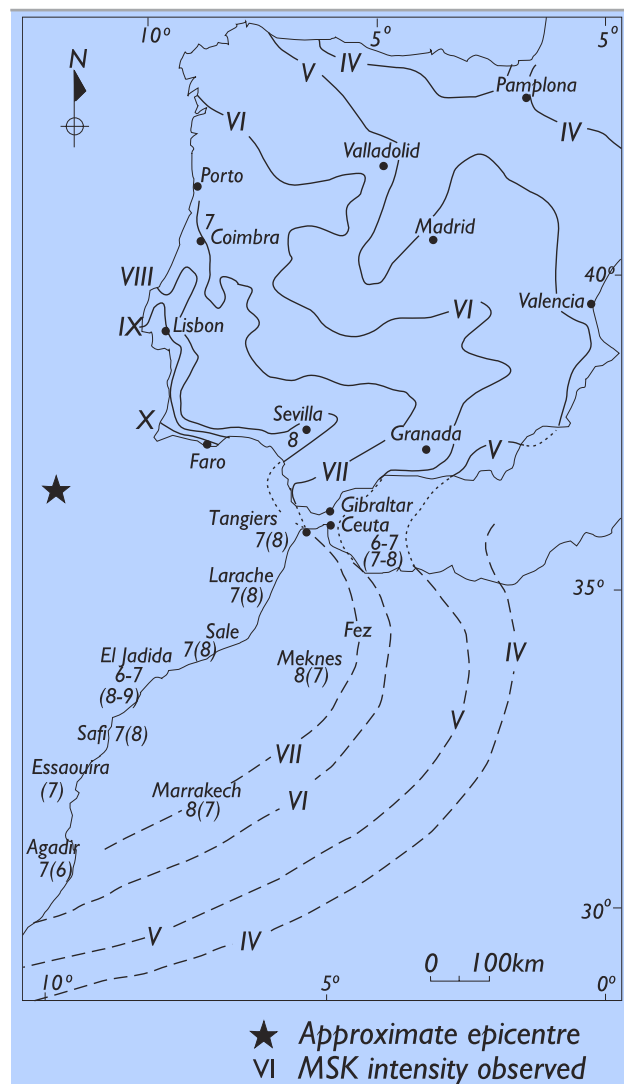 10° 5° 5°
N
IV
V
Pamplona
VI
IV
Valladolid
Porto
7
Coimbra
Madrid
40°
VIII
Valencia
IX
Lisbon
VI
X
Sevilla
8
Granada
V
Faro
VII
Gibraltar
Tangiers
7(8)
Ceuta
6-7
(7-8)
35°
Larache
7(8)
Sale
7(8)
Fez
IV
El Jadida
6-7
(8-9)
Meknes
8(7)
Safi 7(8)
V
VII
Essaouira
(7)
Marrakech
8(7)
VI
Agadir
7(6)
30°
V
IV
0 100km
10° 5° 0°
Approximate epicentre
VI MSK intensity observed